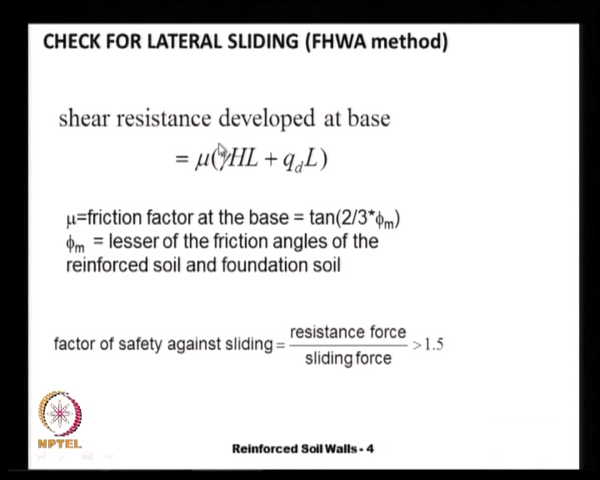 CHECK FOR LATERAL SLIDING (FHWA method)
shear resistance developed at base
= μ(γHL + q_dL)
μ=friction factor at the base = tan(2/3*ϕ_m)
ϕ_m = lesser of the friction angles of the
reinforced soil and foundation soil
factor of safety against sliding = resistance force / sliding force > 1.5
NPTEL
Reinforced Soil Walls - 4